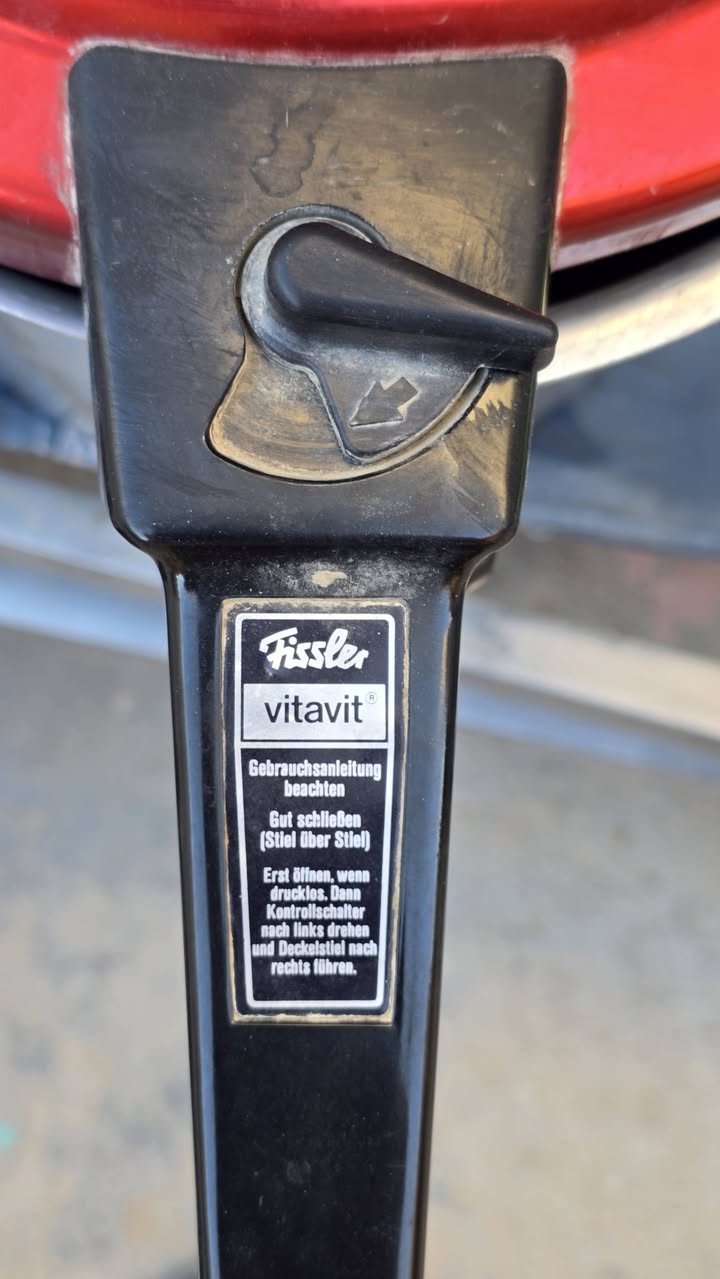 Fissler
vitavit®
Gebrauchsanleitung
beachten
Gut schließen
(Stiel über Stiel)
Erst öffnen, wenn
drucklos. Dann
Kontrollschalter
nach links drehen
und Deckelstiel nach
rechts führen.